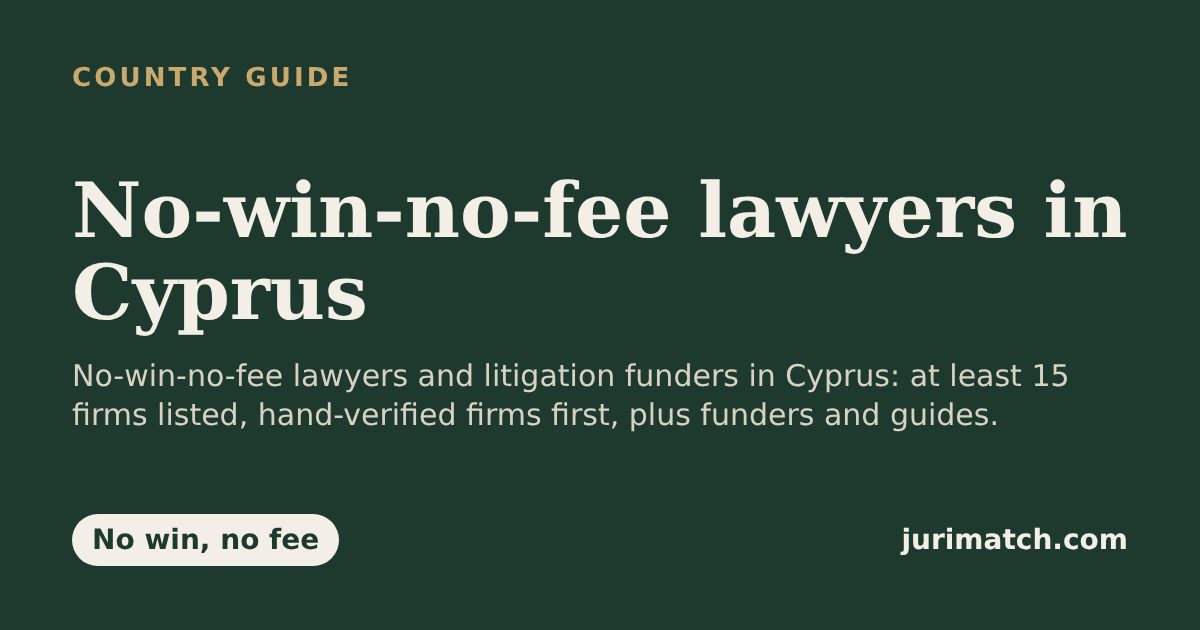 COUNTRY GUIDE
No-win-no-fee lawyers in
Cyprus
No-win-no-fee lawyers and litigation funders in Cyprus: at least 15
firms listed, hand-verified firms first, plus funders and guides.
No win, no fee
jurimatch.com